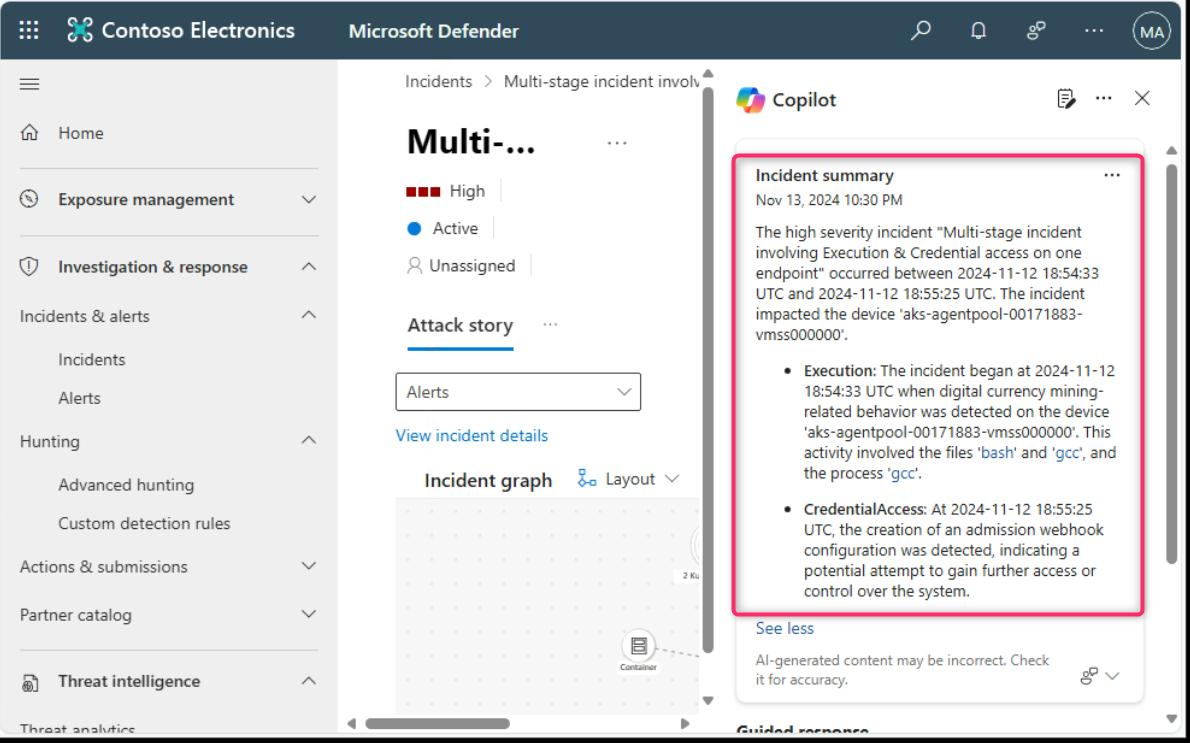 Contoso Electronics
Microsoft Defender
MA
Home
Exposure management
Investigation & response
Incidents & alerts
Incidents
Alerts
Hunting
Advanced hunting
Custom detection rules
Actions & submissions
Partner catalog
Threat intelligence
Threat analytics
Incidents > Multi-stage incident involv
Multi-...
High
Active
Unassigned
Attack story
Alerts
View incident details
Incident graph
Layout
2 Ku
Container
Copilot
Incident summary
Nov 13, 2024 10:30 PM
The high severity incident "Multi-stage incident
involving Execution & Credential access on one
endpoint" occurred between 2024-11-12 18:54:33
UTC and 2024-11-12 18:55:25 UTC. The incident
impacted the device 'aks-agentpool-00171883-
vmss000000'.
• Execution: The incident began at 2024-11-12
18:54:33 UTC when digital currency mining-
related behavior was detected on the device
'aks-agentpool-00171883-vmss000000'. This
activity involved the files 'bash' and 'gcc', and
the process 'gcc'.
• CredentialAccess: At 2024-11-12 18:55:25
UTC, the creation of an admission webhook
configuration was detected, indicating a
potential attempt to gain further access or
control over the system.
See less
AI-generated content may be incorrect. Check
it for accuracy.
Guided response